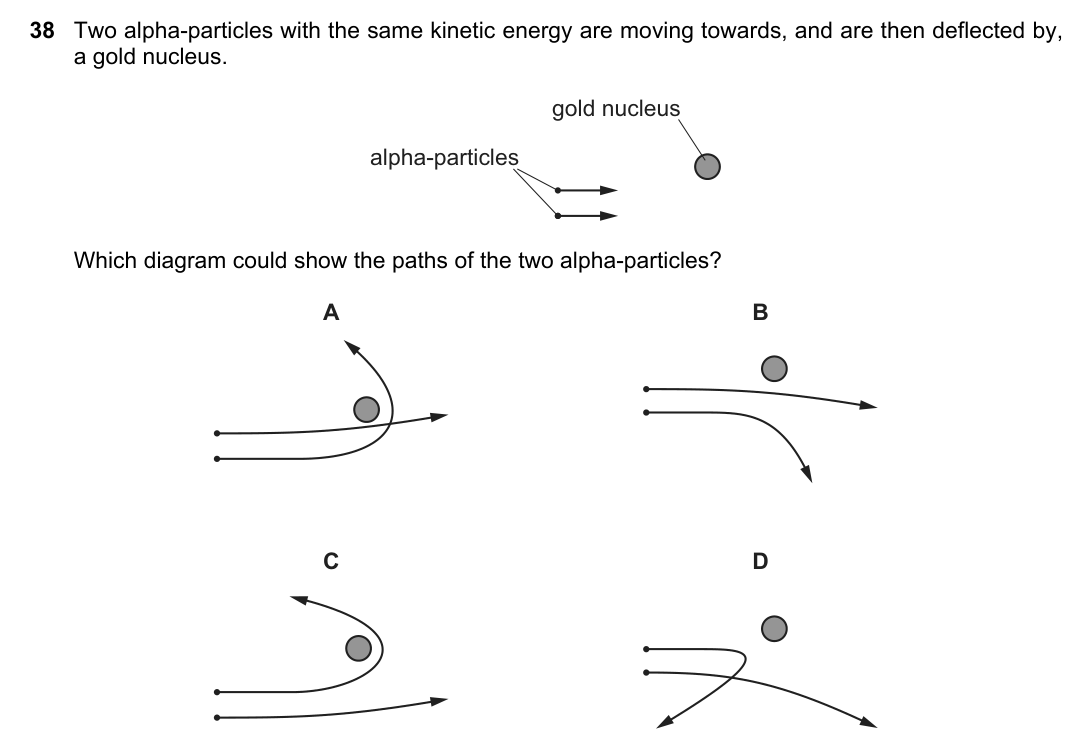 38 Two alpha-particles with the same kinetic energy are moving towards, and are then deflected by,
a gold nucleus.
gold nucleus
alpha-particles
Which diagram could show the paths of the two alpha-particles?
A
B
C
D